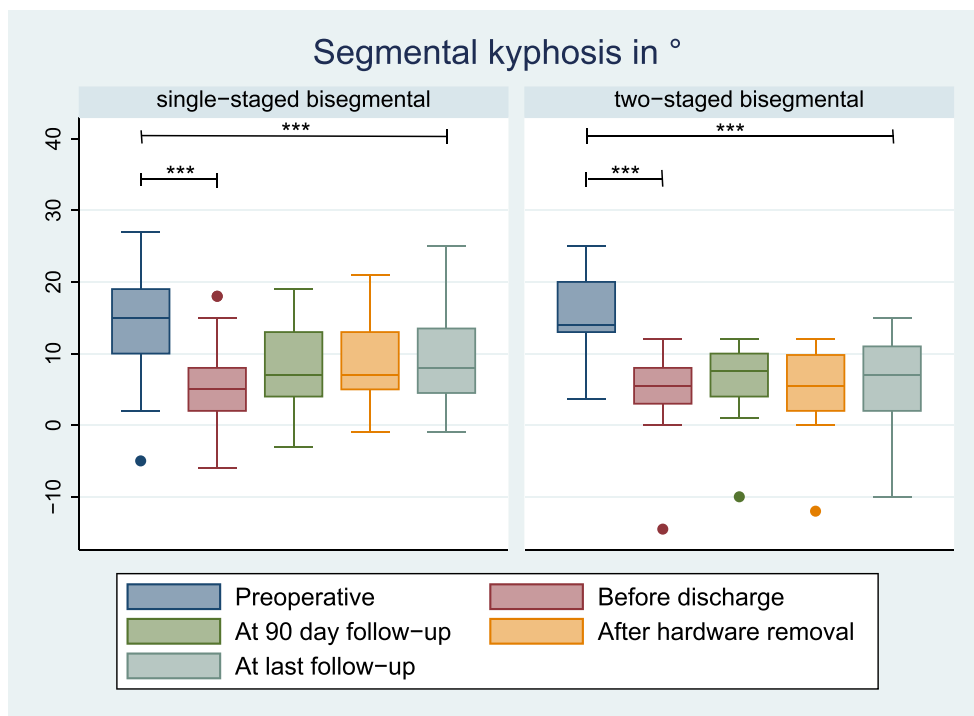 Segmental kyphosis in °
single−staged bisegmental
two−staged bisegmental
***
***
***
***
40
30
20
10
0
−10
Preoperative
Before discharge
At 90 day follow−up
After hardware removal
At last follow−up